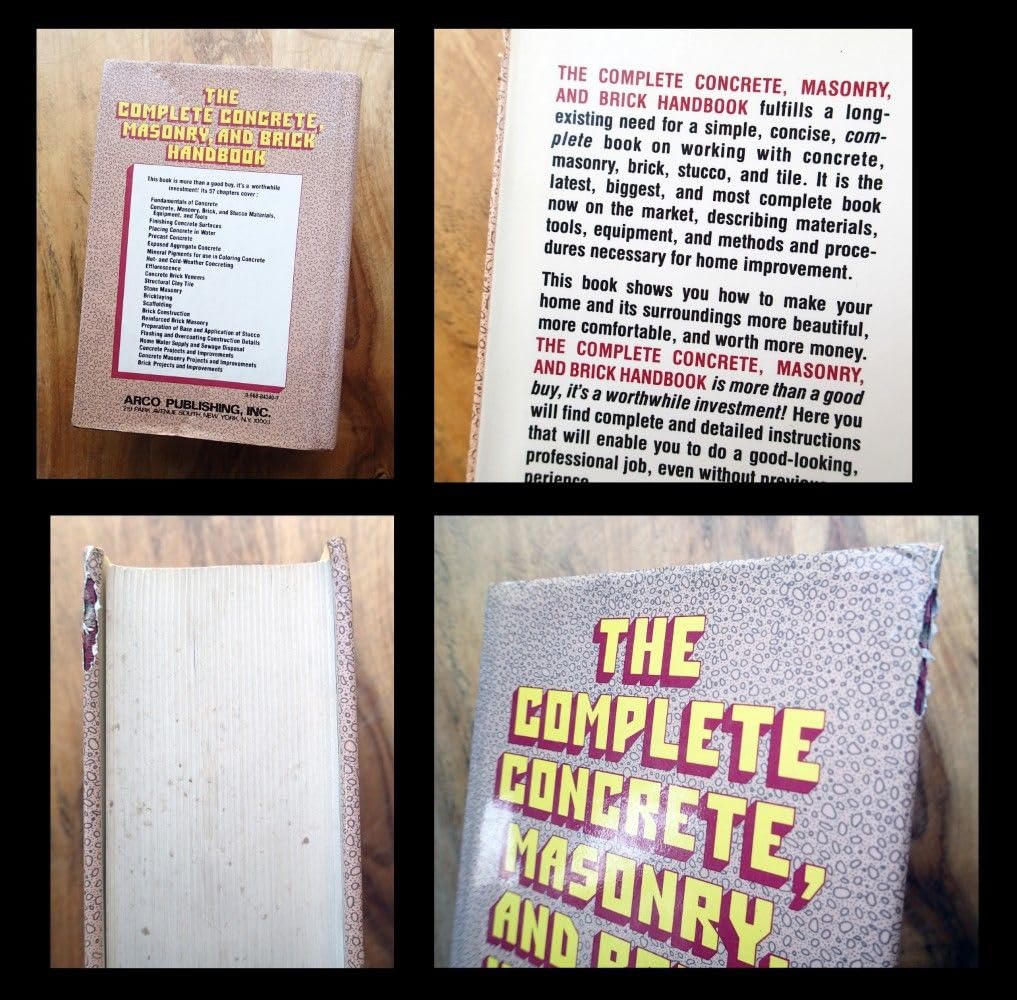 THE
COMPLETE CONCRETE,
MASONRY, AND BRICK
HANDBOOK
This book is more than a good buy, it's a worthwhile
investment! Its 57 chapters cover:
Fundamentals of Concrete
Concrete, Masonry, Brick, and Stucco Materials,
Equipment, and Tools
Finishing Concrete Surfaces
Placing Concrete in Water
Precast Concrete
Exposed Aggregate Concrete
Mineral Pigments for use in Coloring Concrete
Hot- and Cold-Weather Concreting
Efflorescence
Concrete Brick Veneers
Structural Clay Tile
Stone Masonry
Bricklaying
Scaffolding
Brick Construction
Reinforced Brick Masonry
Preparation of Base and Application of Stucco
Flashing and Overcoating Construction Details
Home Water Supply and Sewage Disposal
Concrete Projects and Improvements
Concrete Masonry Projects and Improvements
Brick Projects and Improvements
ARCO PUBLISHING, INC.
219 PARK AVENUE SOUTH, NEW YORK, N.Y. 10003
THE COMPLETE CONCRETE, MASONRY,
AND BRICK HANDBOOK fulfills a long-
existing need for a simple, concise, com-
plete book on working with concrete,
masonry, brick, stucco, and tile. It is the
latest, biggest, and most complete book
now on the market, describing materials,
tools, equipment, and methods and proce-
dures necessary for home improvement.
This book shows you how to make your
home and its surroundings more beautiful,
more comfortable, and worth more money.
THE COMPLETE CONCRETE, MASONRY,
AND BRICK HANDBOOK is more than a good
buy, it's a worthwhile investment! Here you
will find complete and detailed instructions
that will enable you to do a good-looking,
professional job, even without
THE
COMPLETE
CONCRETE,
MASONRY,
AND